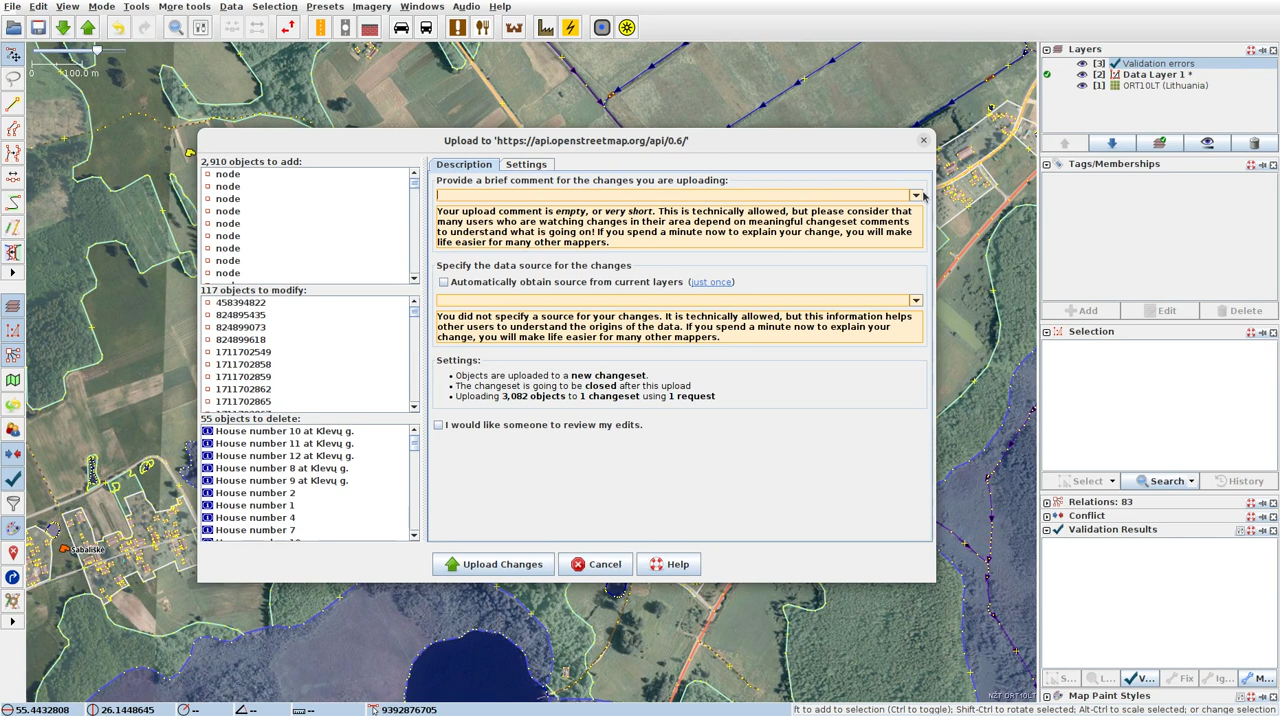 File Edit View Mode Tools More tools Data Selection Presets Imagery Windows Audio Help
0 100.0 m
Layers
[3] Validation errors
[2] Data Layer 1 *
[1] ORT10LT (Lithuania)
Tags/Memberships
Add Edit Delete
Selection
Select Search History
Relations: 83
Conflict
Validation Results
S... L... V... Fix Ig... M...
Map Paint Styles
Upload to 'https://api.openstreetmap.org/api/0.6/'
2,910 objects to add:
node
node
node
node
node
node
node
node
node
117 objects to modify:
458394822
824895435
824899073
824899618
1711702549
1711702858
1711702859
1711702862
1711702865
55 objects to delete:
House number 10 at Klevų g.
House number 11 at Klevų g.
House number 12 at Klevų g.
House number 8 at Klevų g.
House number 9 at Klevų g.
House number 2
House number 1
House number 4
House number 7
Description Settings
Provide a brief comment for the changes you are uploading:
Your upload comment is empty, or very short. This is technically allowed, but please consider that
many users who are watching changes in their area depend on meaningful changeset comments
to understand what is going on! If you spend a minute now to explain your change, you will make
life easier for many other mappers.
Specify the data source for the changes
Automatically obtain source from current layers (just once)
You did not specify a source for your changes. It is technically allowed, but this information helps
other users to understand the origins of the data. If you spend a minute now to explain your
change, you will make life easier for many other mappers.
Settings:
• Objects are uploaded to a new changeset.
• The changeset is going to be closed after this upload
• Uploading 3,082 objects to 1 changeset using 1 request
I would like someone to review my edits.
Upload Changes Cancel Help
Sabališkė
NŽT ORT10LT
55.4432808 26.1448645 -- -- -- 9392876705 ft to add to selection (Ctrl to toggle); Shift-Ctrl to rotate selected; Alt-Ctrl to scale selected; or change selection